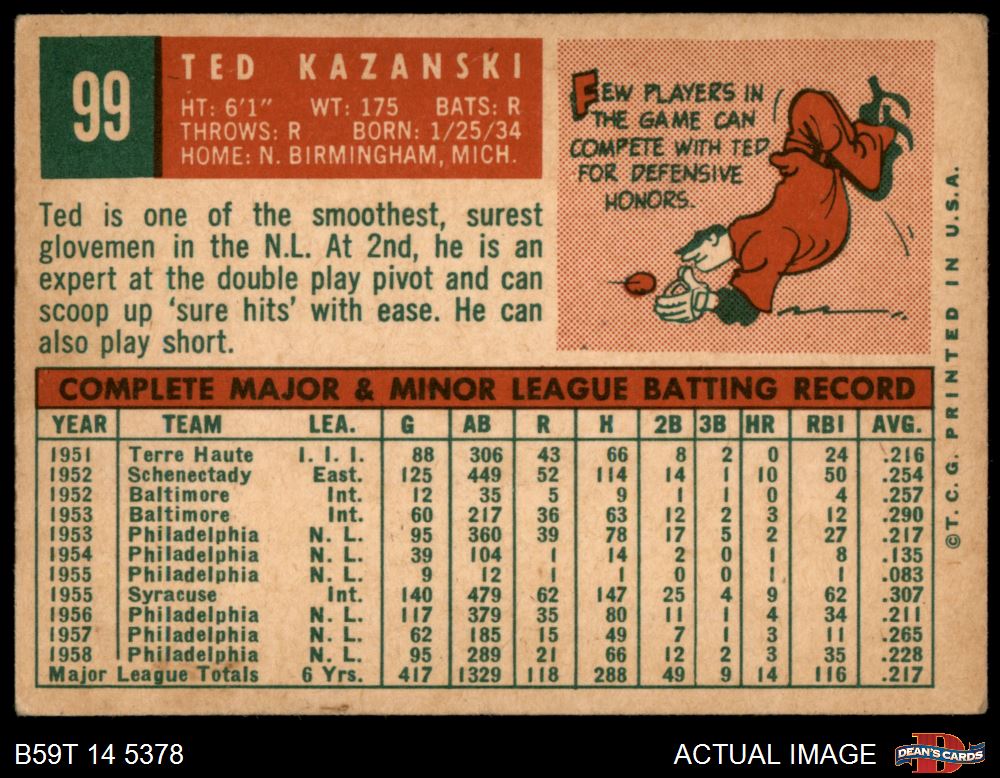 99
TED KAZANSKI
HT: 6'1" WT: 175 BATS: R
THROWS: R BORN: 1/25/34
HOME: N. BIRMINGHAM, MICH.
FEW PLAYERS IN
THE GAME CAN
COMPETE WITH TED
FOR DEFENSIVE
HONORS.
Ted is one of the smoothest, surest
glovemen in the N.L. At 2nd, he is an
expert at the double play pivot and can
scoop up 'sure hits' with ease. He can
also play short.
©T. C. G. PRINTED IN U.S.A.
COMPLETE MAJOR & MINOR LEAGUE BATTING RECORD
YEAR TEAM LEA. G AB R H 2B 3B HR RBI AVG.
1951 Terre Haute I. I. I. 88 306 43 66 8 2 0 24 .216
1952 Schenectady East. 125 449 52 114 14 1 10 50 .254
1952 Baltimore Int. 12 35 5 9 1 1 0 4 .257
1953 Baltimore Int. 60 217 36 63 12 2 3 12 .290
1953 Philadelphia N. L. 95 360 39 78 17 5 2 27 .217
1954 Philadelphia N. L. 39 104 1 14 2 0 1 8 .135
1955 Philadelphia N. L. 9 12 1 1 0 0 1 1 .083
1955 Syracuse Int. 140 479 62 147 25 4 9 62 .307
1956 Philadelphia N. L. 117 379 35 80 11 1 4 34 .211
1957 Philadelphia N. L. 62 185 15 49 7 1 3 11 .265
1958 Philadelphia N. L. 95 289 21 66 12 2 3 35 .228
Major League Totals 6 Yrs. 417 1329 118 288 49 9 14 116 .217
B59T 14 5378
ACTUAL IMAGE
D
DEAN'S CARDS